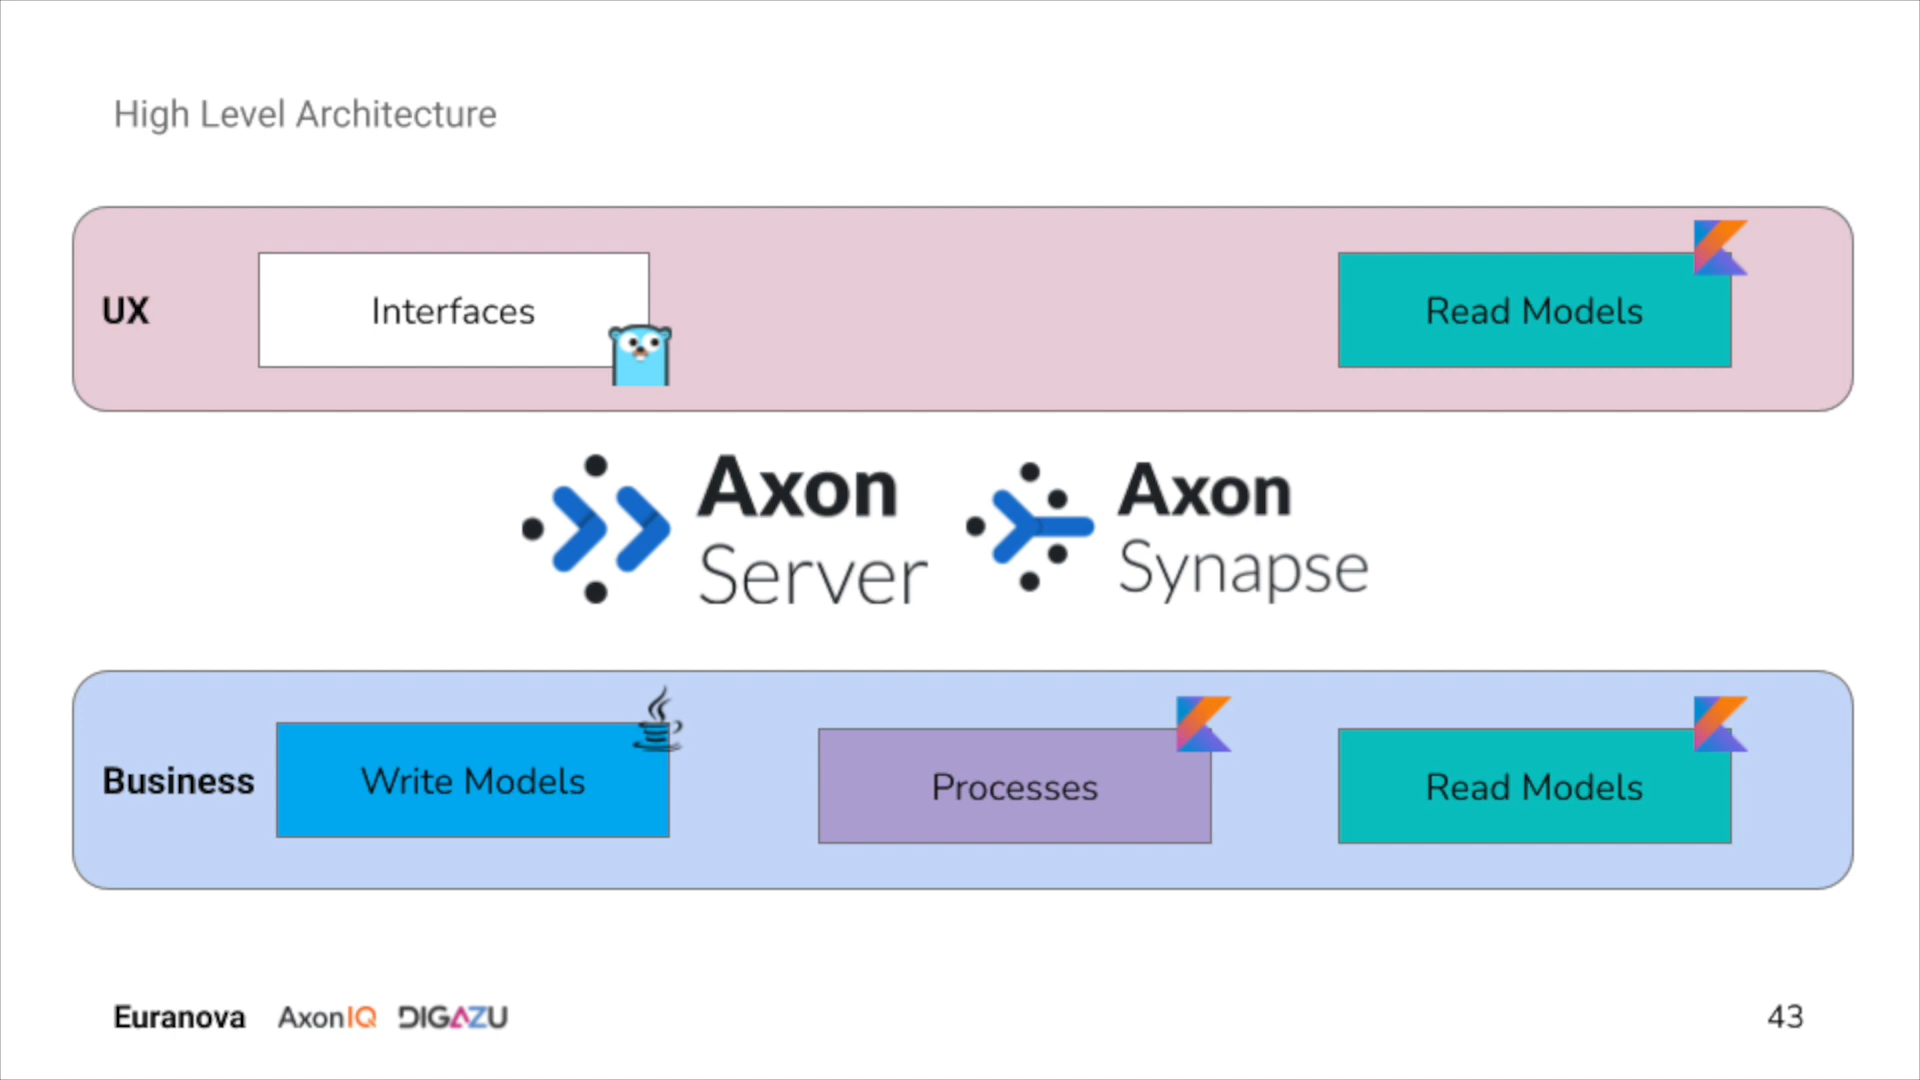 High Level Architecture
UX
Interfaces
Read Models
Axon
Server
Axon
Synapse
Business
Write Models
Processes
Read Models
Euranova
AxonIQ
DIGAZU
43